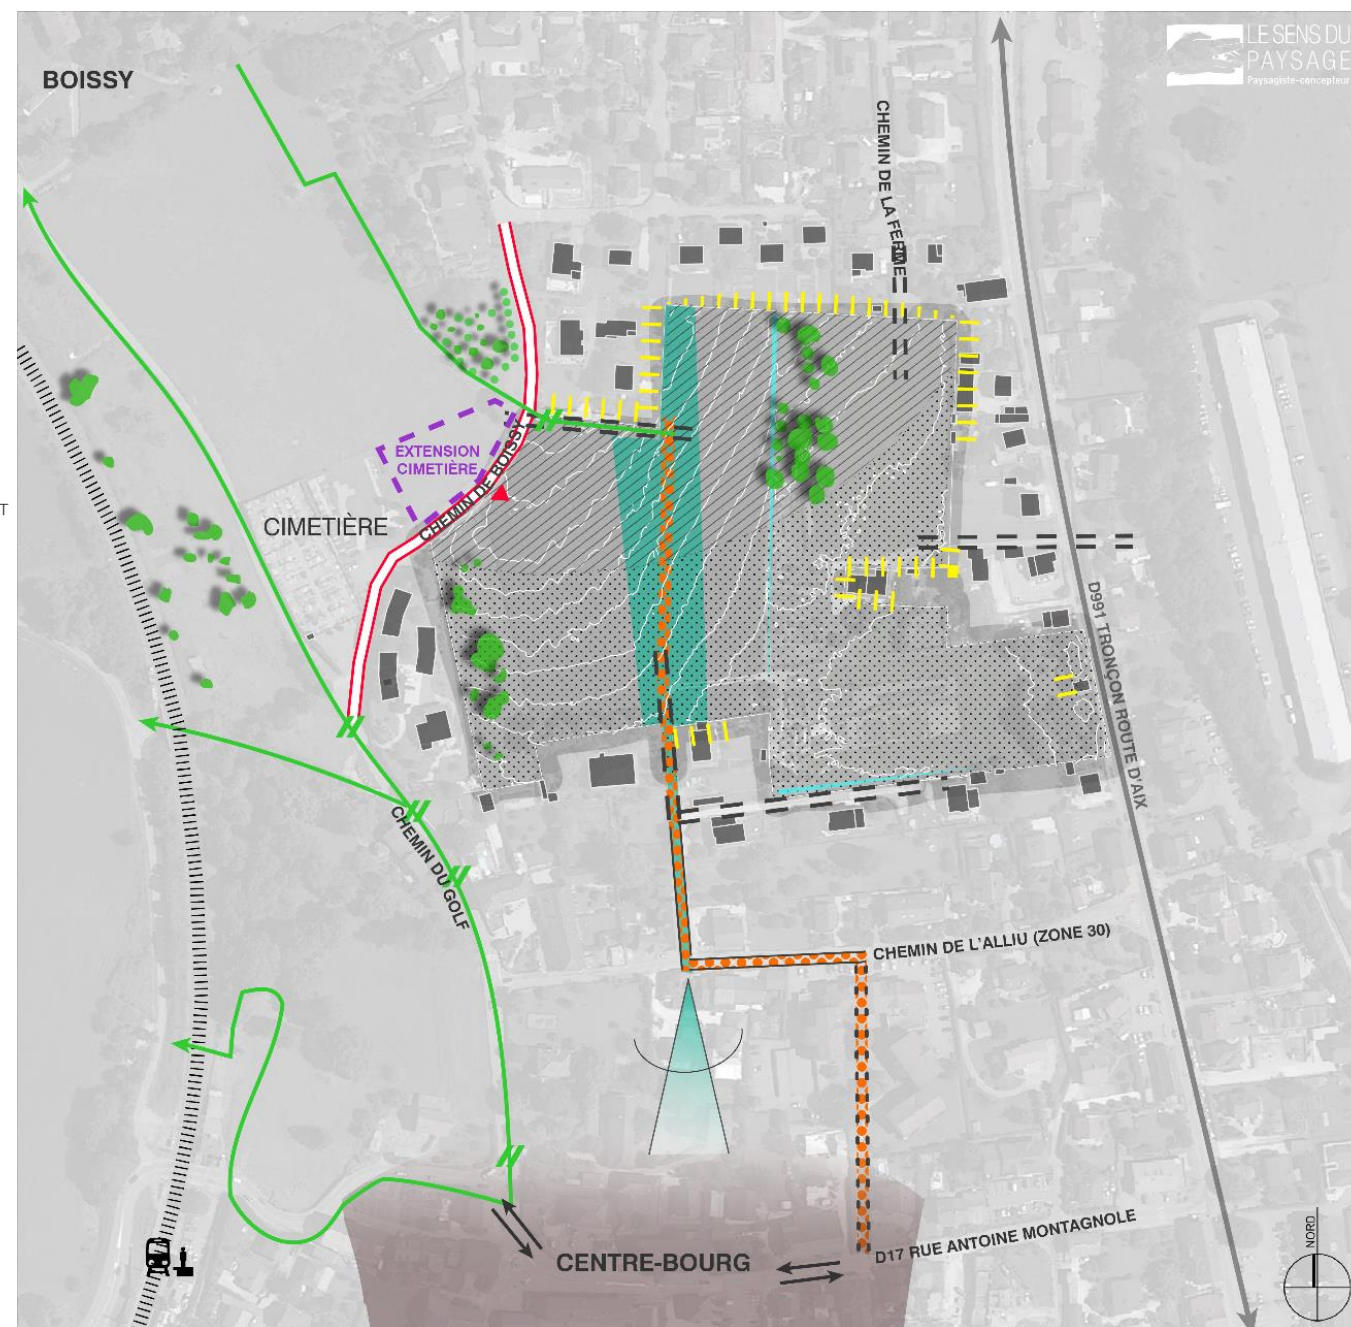 LE SENS DU
PAYSAGE
Paysagiste-concepteur
BOISSY
CHEMIN DE LA FERME
EXTENSION
CIMETIÈRE
CHEMIN DE BOISSY
T
CIMETIÈRE
D991 TRONÇON ROUTE D'AIX
CHEMIN DU GOLF
CHEMIN DE L'ALLIU (ZONE 30)
D17 RUE ANTOINE MONTAGNOLE
CENTRE-BOURG
NORD